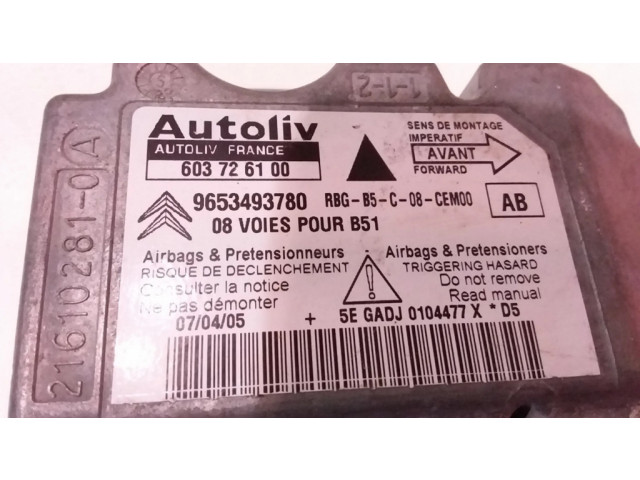 1-1-2
21610281-0 A
Autoliv
AUTOLIV FRANCE
603 72 61 00
SENS DE MONTAGE
IMPERATIF
AVANT
FORWARD
9653493780 RBG-B5-C-08-CEM00 AB
08 VOIES POUR B51
Airbags & Pretensionneurs
RISQUE DE DECLENCHEMENT
Consulter la notice
Ne pas démonter
Airbags & Pretensioners
TRIGGERING HASARD
Do not remove
Read manual
07/04/05 + 5E GADJ 0104477 X * D5